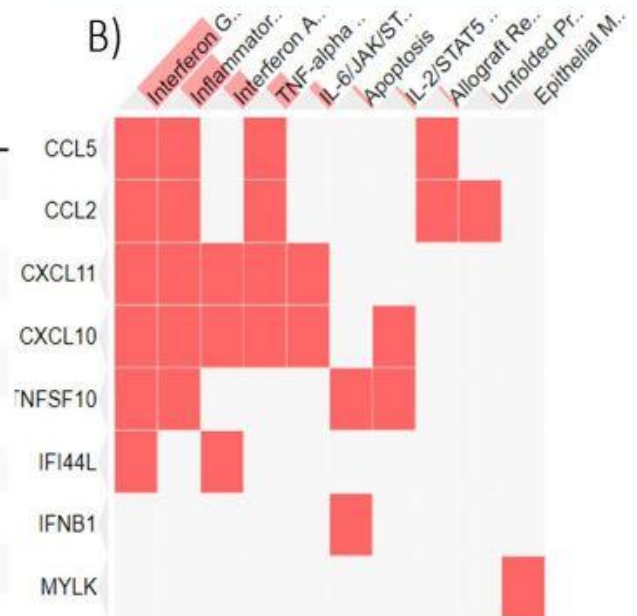 B)
Interferon G..
Inflammator..
Interferon A..
TNF-alpha ..
IL-6/JAK/ST..
Apoptosis
IL-2/STAT5 ..
Allograft Re..
Unfolded Pr..
Epithelial M..
CCL5
CCL2
CXCL11
CXCL10
NFSF10
IFI44L
IFNB1
MYLK